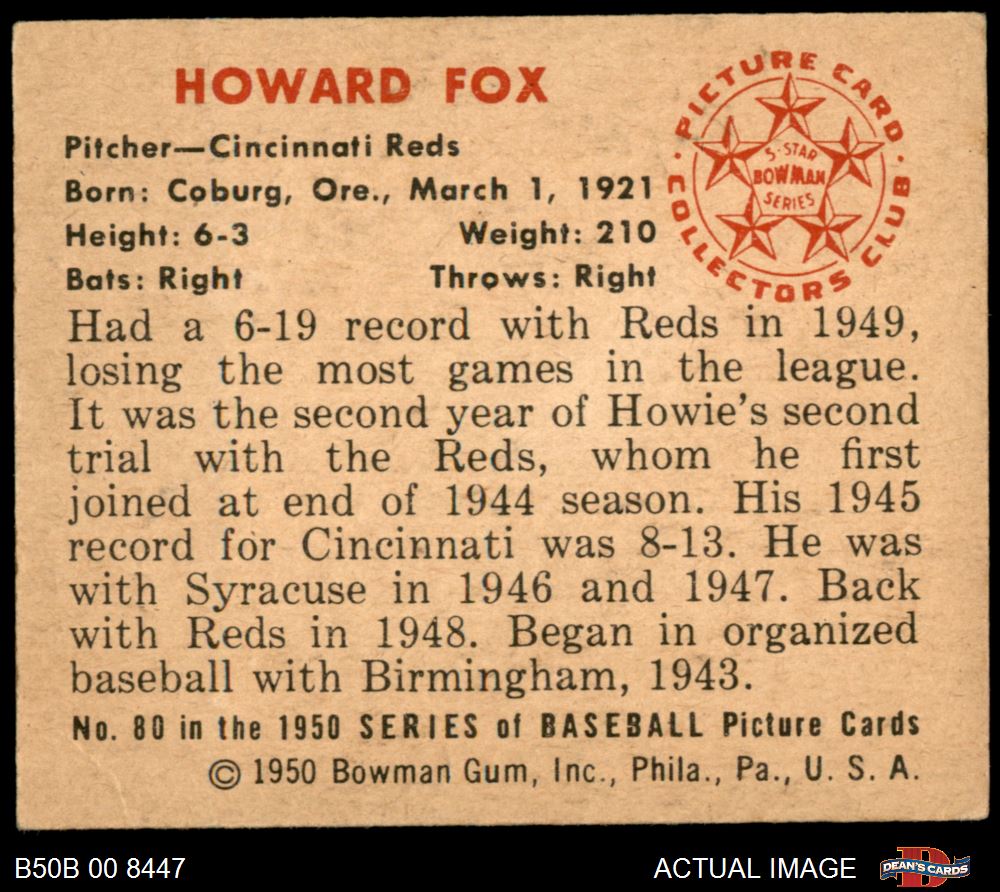 HOWARD FOX
Pitcher—Cincinnati Reds
Born: Coburg, Ore., March 1, 1921
Height: 6-3 Weight: 210
Bats: Right Throws: Right
PICTURE CARD
COLLECTORS CLUB
5-STAR
BOWMAN
SERIES
Had a 6-19 record with Reds in 1949,
losing the most games in the league.
It was the second year of Howie's second
trial with the Reds, whom he first
joined at end of 1944 season. His 1945
record for Cincinnati was 8-13. He was
with Syracuse in 1946 and 1947. Back
with Reds in 1948. Began in organized
baseball with Birmingham, 1943.
No. 80 in the 1950 SERIES of BASEBALL Picture Cards
© 1950 Bowman Gum, Inc., Phila., Pa., U. S. A.
B50B 00 8447
ACTUAL IMAGE
D
DEAN'S CARDS